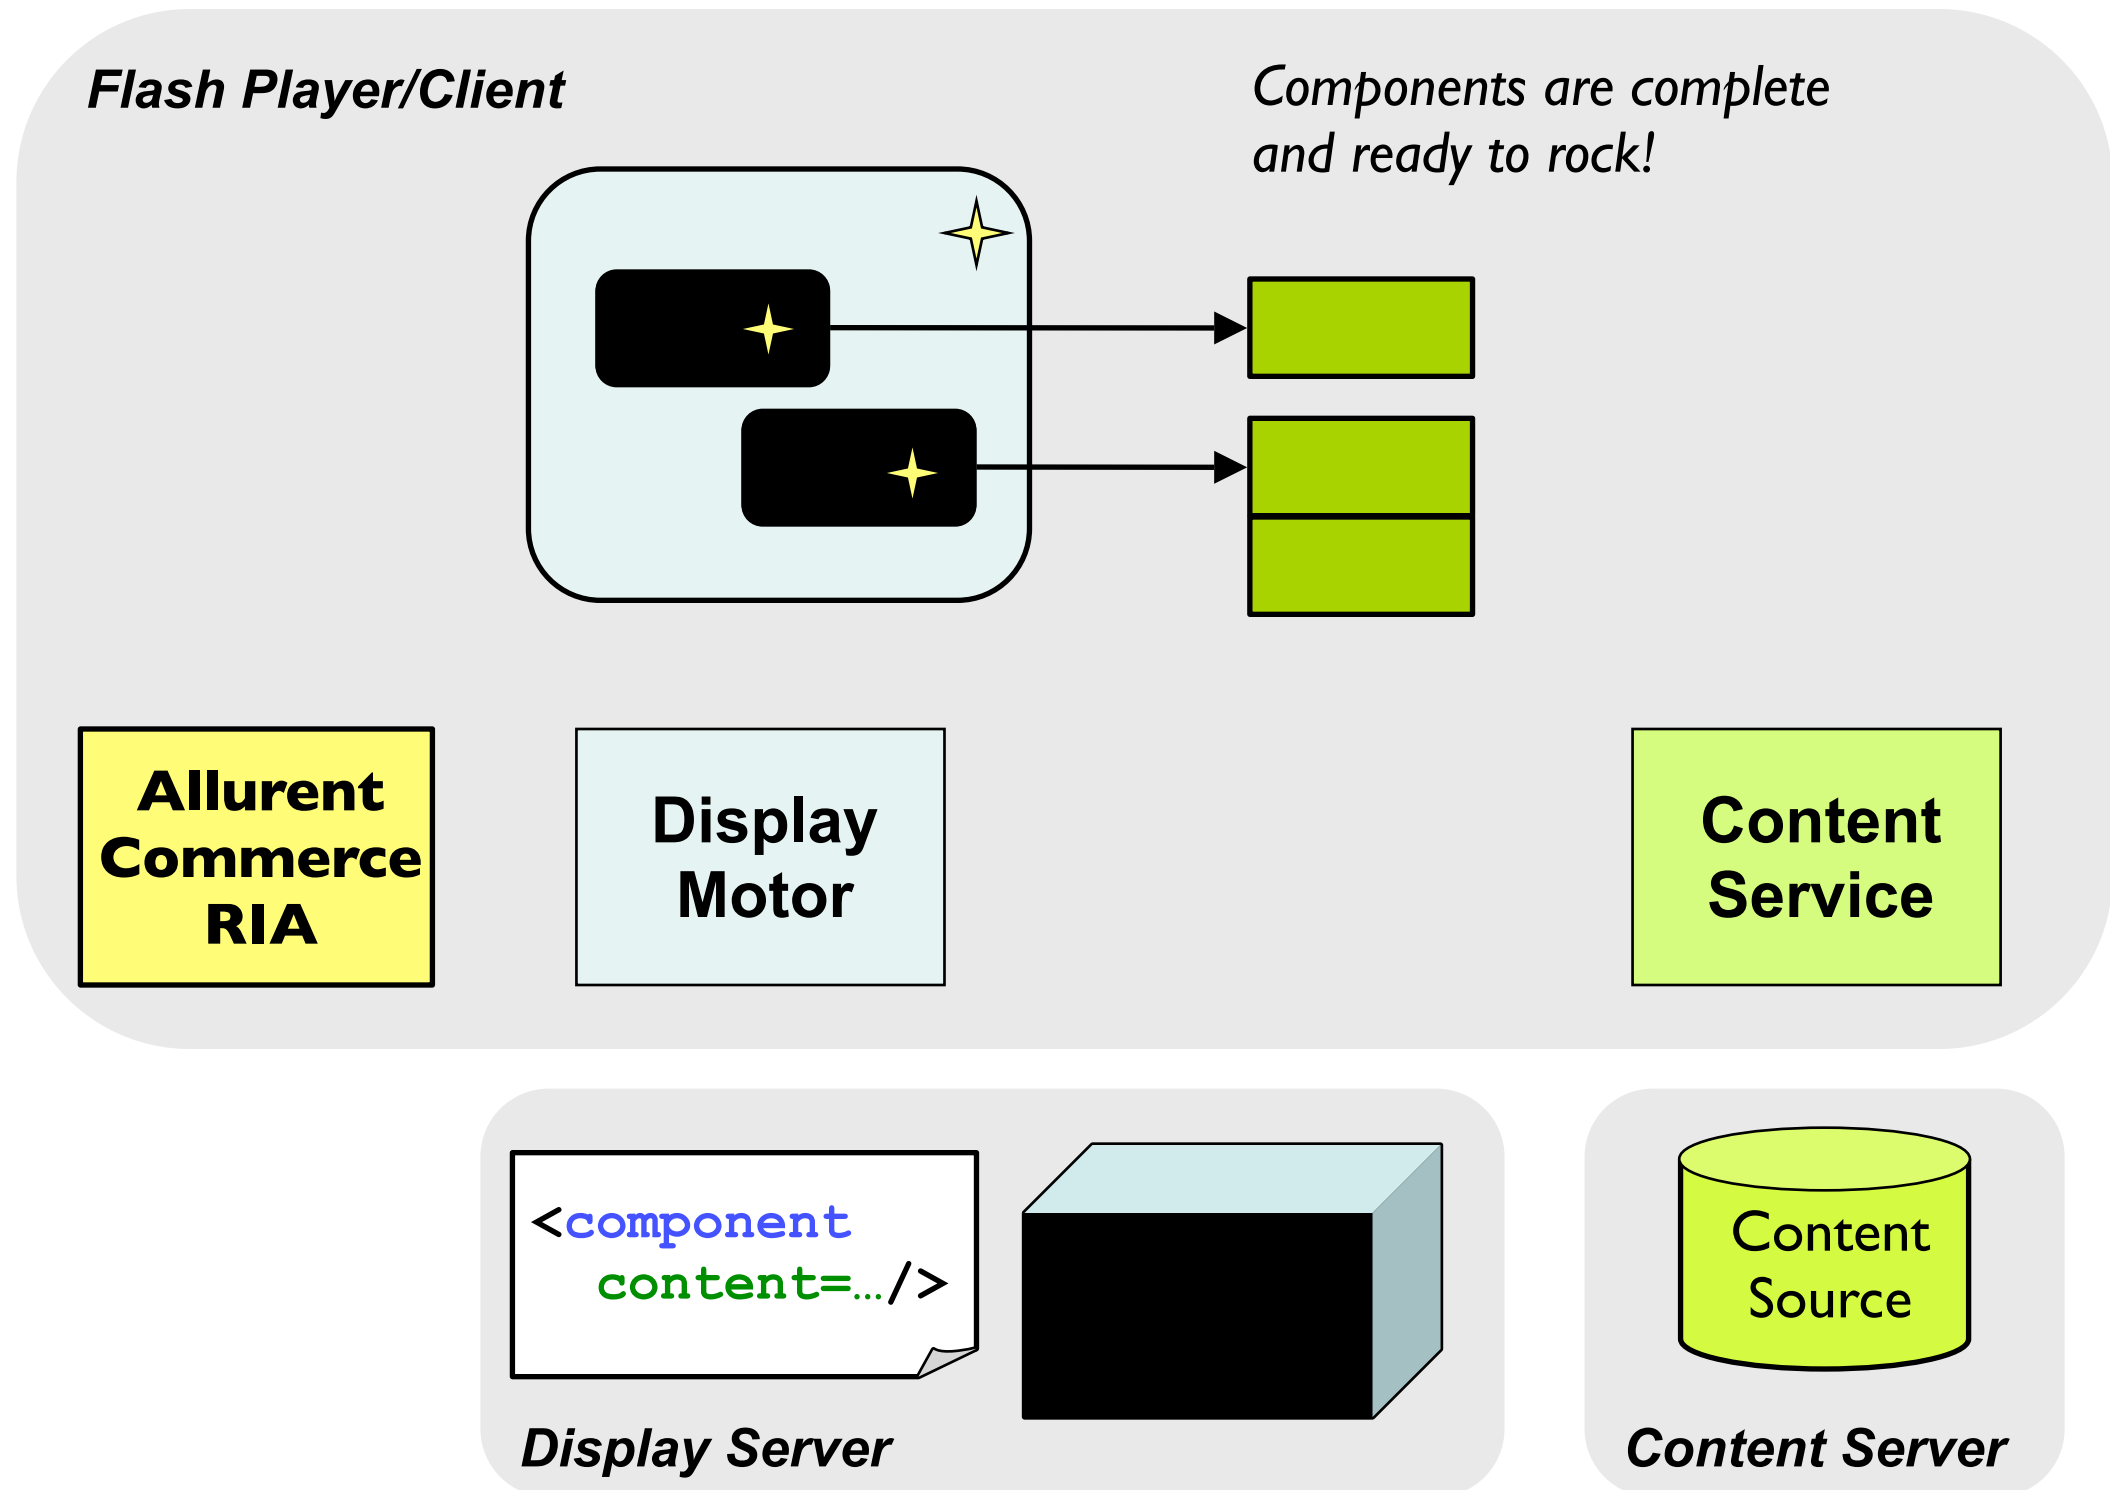 Flash Player/Client
Components are complete
and ready to rock!
Allurent
Commerce
RIA
Display
Motor
Content
Service
<component
content=.../>
Display Server
Content
Source
Content Server